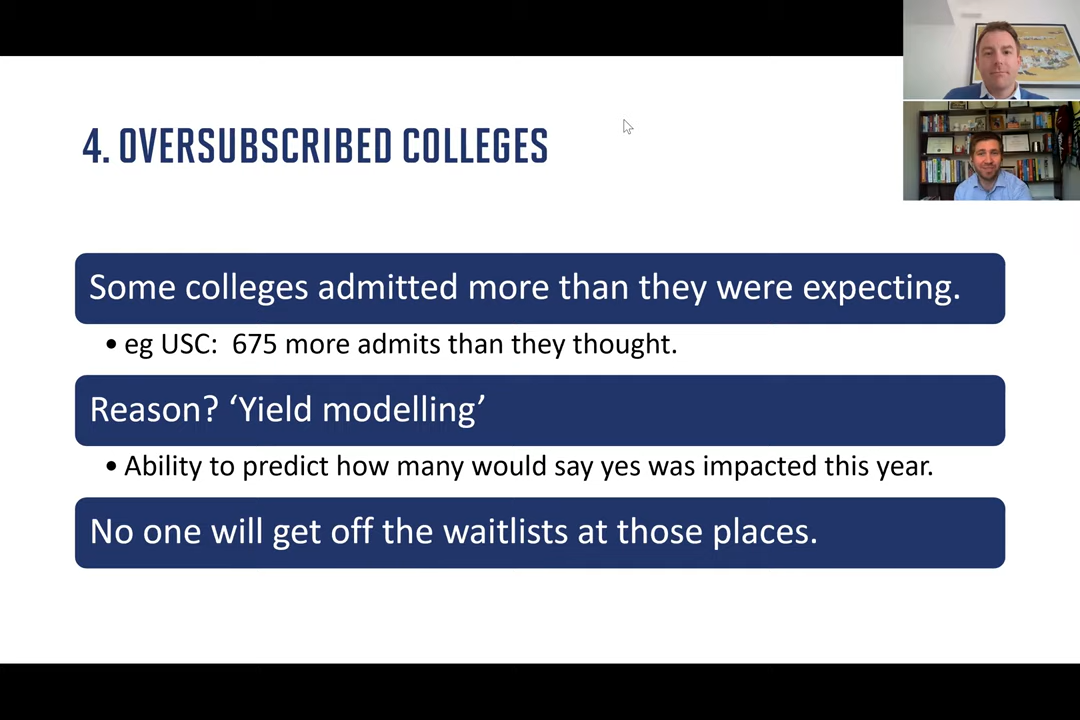 4. OVERSUBSCRIBED COLLEGES
Some colleges admitted more than they were expecting.
• eg USC: 675 more admits than they thought.
Reason? ‘Yield modelling’
• Ability to predict how many would say yes was impacted this year.
No one will get off the waitlists at those places.